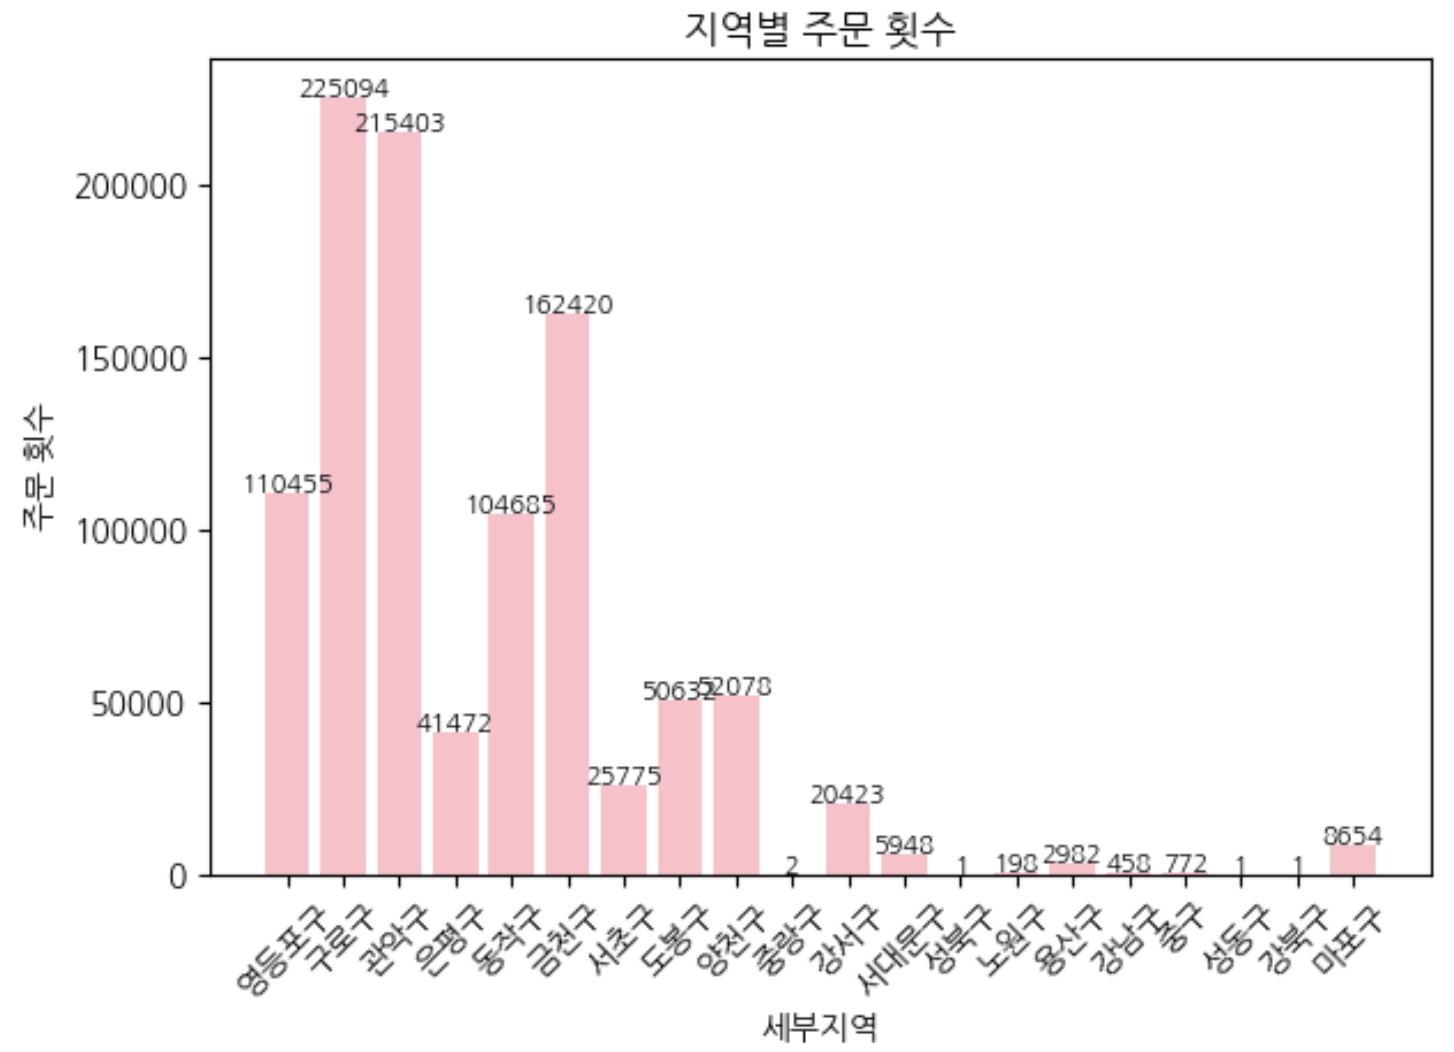 지역별 주문 횟수
주문 횟수
200000
150000
100000
50000
0
110455
225094
215403
41472
104685
162420
25775
50632
52078
2
20423
5948
1
198
2982
458
772
1
1
8654
영등포구
구로구
관악구
은평구
동작구
금천구
서초구
도봉구
양천구
중랑구
강서구
서대문구
성북구
노원구
용산구
강남구
중구
성동구
강북구
마포구
세부지역